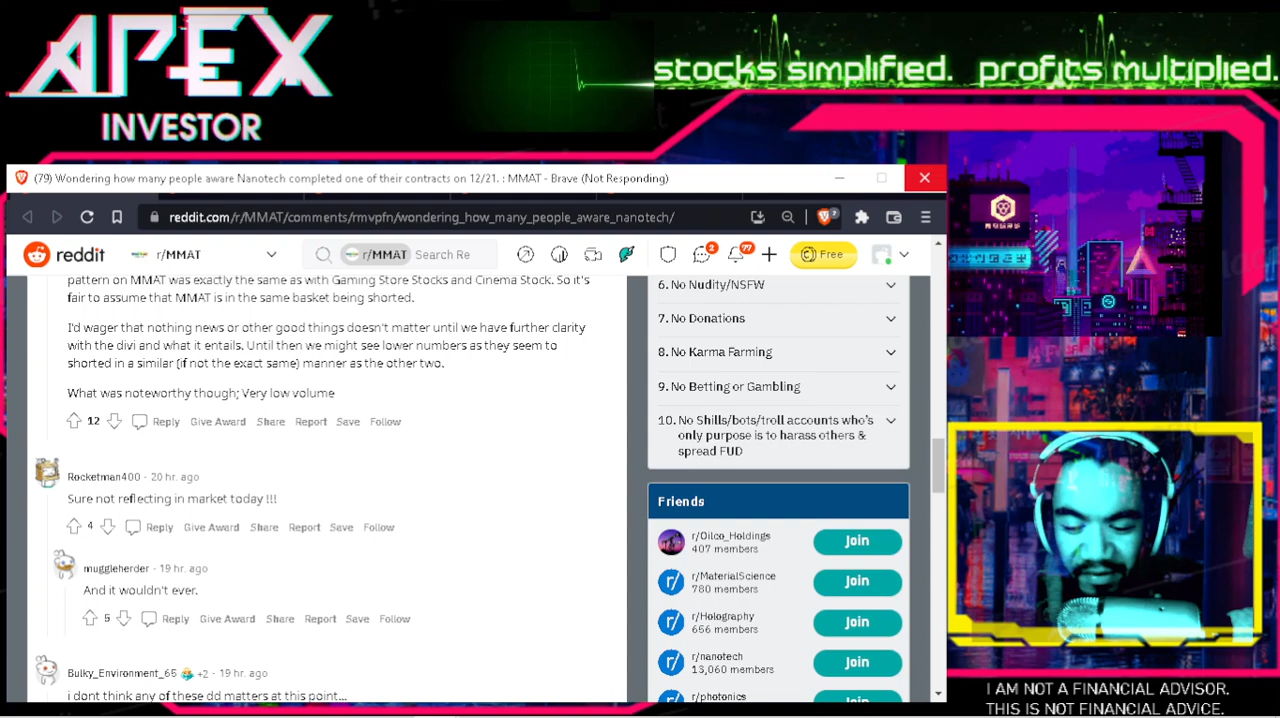 APEX
INVESTOR
stocks simplified. profits multiplied.
(79) Wondering how many people aware Nanotech completed one of their contracts on 12/21. : MMAT - Brave (Not Responding)
reddit.com/r/MMAT/comments/rmvpfn/wondering_how_many_people_aware_nanotech/
reddit
r/MMAT
r/MMAT Search Re
2
77
Free
pattern on MMAT was exactly the same as with Gaming Store Stocks and Cinema Stock. So it's
fair to assume that MMAT is in the same basket being shorted.
I'd wager that nothing news or other good things doesn't matter until we have further clarity
with the divi and what it entails. Until then we might see lower numbers as they seem to
shorted in a similar (if not the exact same) manner as the other two.
What was noteworthy though; Very low volume
12 Reply Give Award Share Report Save Follow
Rocketman400 · 20 hr. ago
Sure not reflecting in market today !!!
4 Reply Give Award Share Report Save Follow
muggleherder · 19 hr. ago
And it wouldn't ever.
5 Reply Give Award Share Report Save Follow
Bulky_Environment_65 +2 · 19 hr. ago
i dont think any of these dd matters at this point...
6. No Nudity/NSFW
7. No Donations
8. No Karma Farming
9. No Betting or Gambling
10. No Shills/bots/troll accounts who's
only purpose is to harass others &
spread FUD
Friends
r/Oilco_Holdings
407 members
Join
r/MaterialScience
780 members
Join
r/Holography
666 members
Join
r/nanotech
13,060 members
Join
r/photonics
I AM NOT A FINANCIAL ADVISOR.
THIS IS NOT FINANCIAL ADVICE.